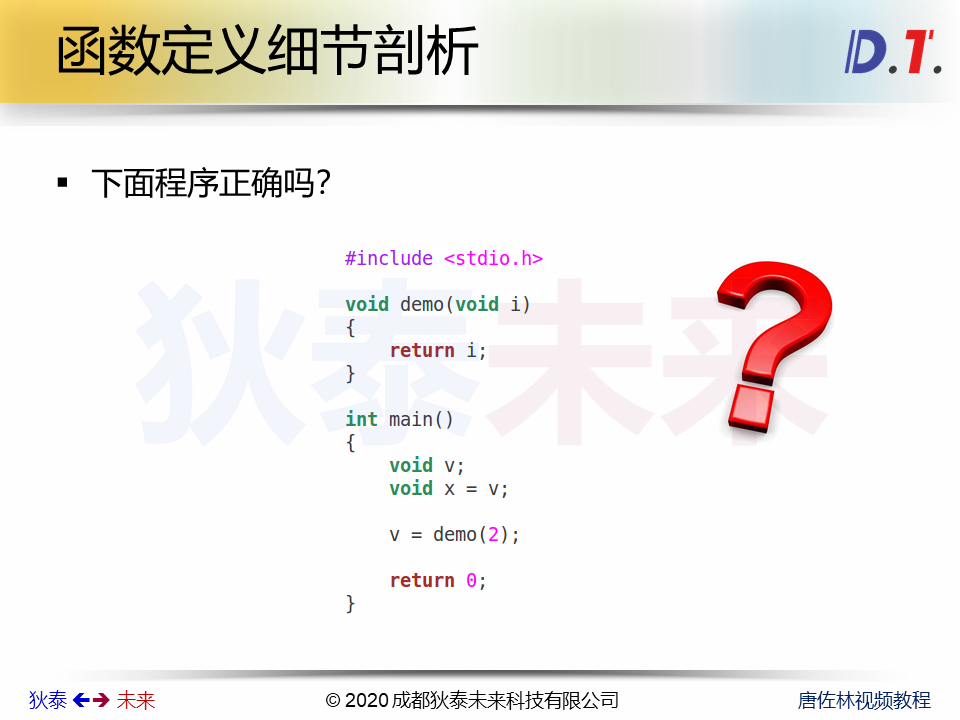 函数定义细节剖析
D.T.
▪ 下面程序正确吗?
#include <stdio.h>
void demo(void i)
{
    return i;
}
int main()
{
    void v;
    void x = v;
    v = demo(2);
    return 0;
}
狄泰未来
狄泰 未来
© 2020 成都狄泰未来科技有限公司
唐佐林视频教程